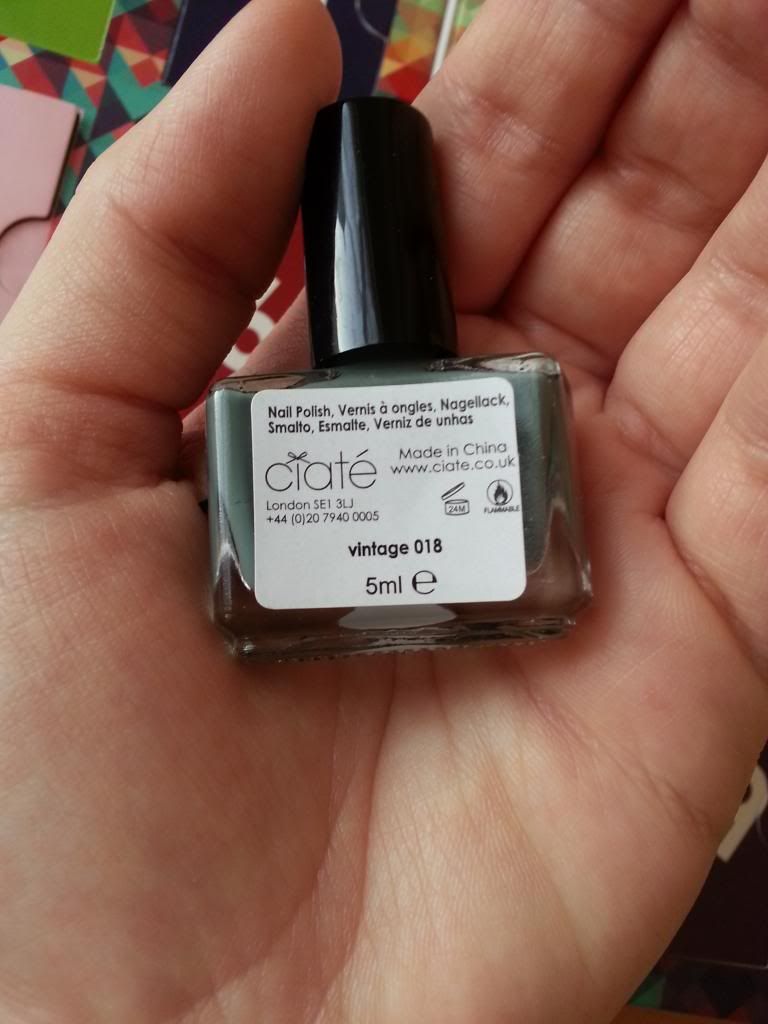 Nail Polish, Vernis à ongles, Nagellack,
Smalto, Esmalte, Verniz de unhas
ciaté
Made in China
www.ciate.co.uk
London SE1 3LJ
+44 (0)20 7940 0005
24M
FLAMMABLE
vintage 018
5ml e